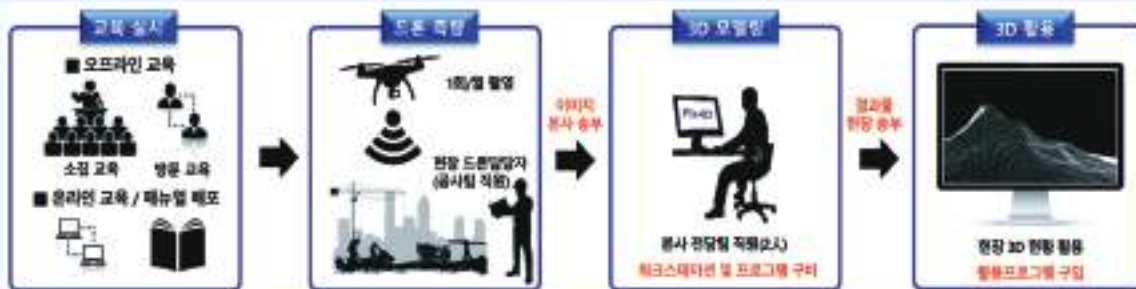 교육 실시
■ 오프라인 교육
소집 교육
방문 교육
■ 온라인 교육 / 매뉴얼 배포
드론 측량
1회/월 촬영
현장 드론담당자
(공사팀 직원)
이미지
본사 송부
3D 모델링
Pix4D
본사 전담팀 직원(2人)
워크스테이션 및 프로그램 구비
결과물
현장 송부
3D 활용
현장 3D 현황 활용
활용프로그램 구입